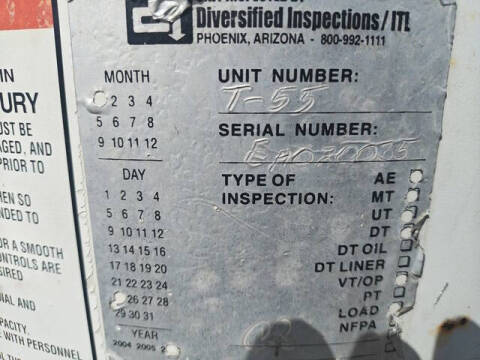 Diversified Inspections/ITL
PHOENIX, ARIZONA - 800-992-1111
IN
URY
UST BE
AGED, AND
PRIOR TO
HEN SO
NDED TO
OR A SMOOTH
ONTROLS ARE
SIRED
NIAL AND
PACITY.
E WITH PERSONNEL
MONTH
2 3 4
5 6 7 8
9 10 11 12
DAY
1 2 3 4
5 6 7 8
9 10 11 12
13 14 15 16
17 18 19 20
21 22 23 24
26 27 28
29 30 31
YEAR
2004 2005 2
UNIT NUMBER:
T-55
SERIAL NUMBER:
TYPE OF
INSPECTION:
AE
MT
UT
DT
DT OIL
DT LINER
VT/OP
PT
LOAD
NFPA